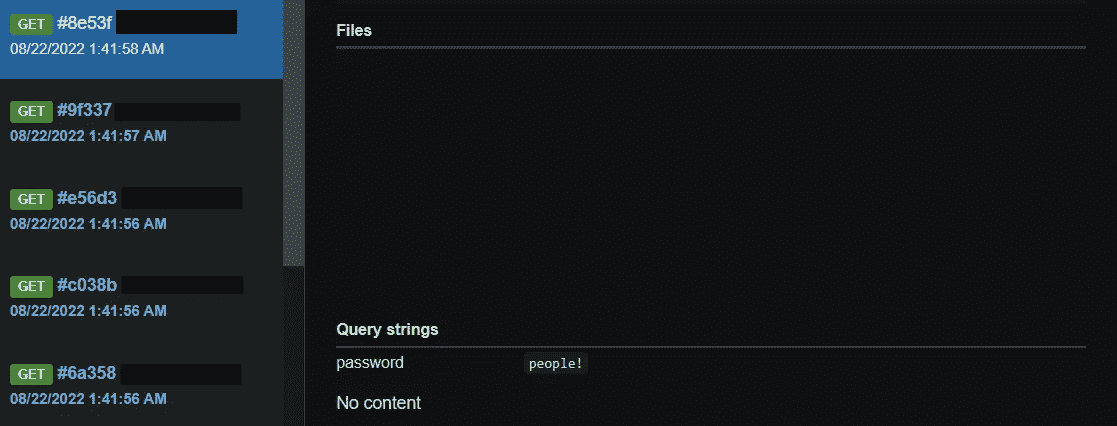 GET #8e53f
08/22/2022 1:41:58 AM
GET #9f337
08/22/2022 1:41:57 AM
GET #e56d3
08/22/2022 1:41:56 AM
GET #c038b
08/22/2022 1:41:56 AM
GET #6a358
08/22/2022 1:41:56 AM
Files
Query strings
password people!
No content